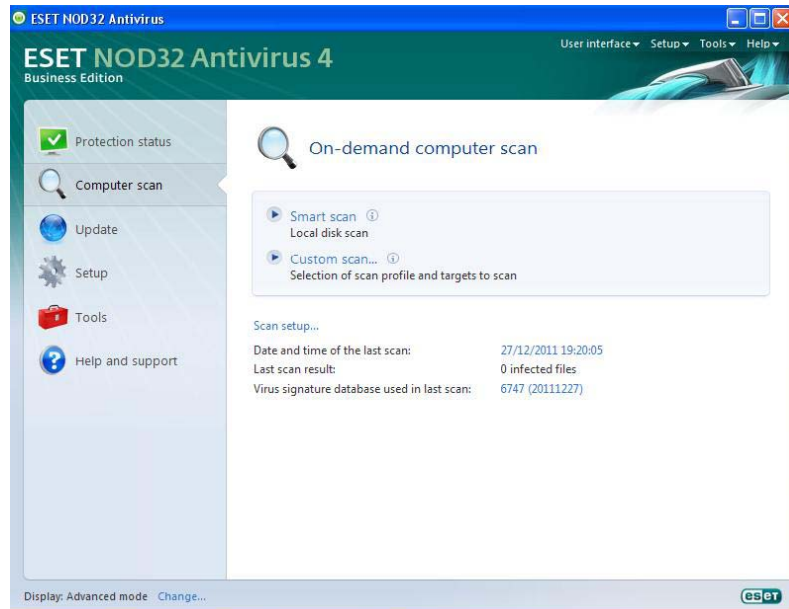 ESET NOD32 Antivirus
ESET NOD32 Antivirus 4
Business Edition
User interface Setup Tools Help
Protection status
Computer scan
Update
Setup
Tools
Help and support
On-demand computer scan
Smart scan
Local disk scan
Custom scan...
Selection of scan profile and targets to scan
Scan setup...
Date and time of the last scan: 27/12/2011 19:20:05
Last scan result: 0 infected files
Virus signature database used in last scan: 6747 (20111227)
Display: Advanced mode Change...
eset